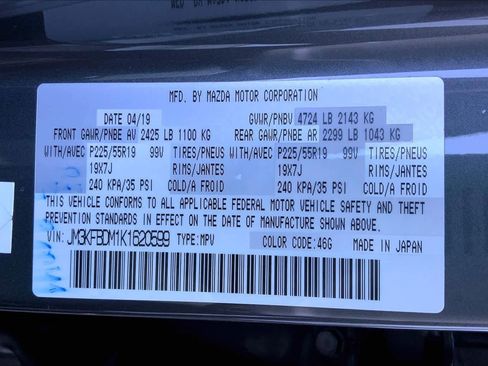 MFD. BY MAZDA MOTOR CORPORATION
DATE 04/19 GVWR/PNBV 4724 LB 2143 KG
FRONT GAWR/PNBE AV 2425 LB 1100 KG REAR GAWR/PNBE AR 2299 LB 1043 KG
WITH/AVEC P225/55R19 99V TIRES/PNEUS WITH/AVEC P225/55R19 99V TIRES/PNEUS
19X7J RIMS/JANTES 19X7J RIMS/JANTES
240 KPA/35 PSI COLD/A FROID 240 KPA/35 PSI COLD/A FROID
THIS VEHICLE CONFORMS TO ALL APPLICABLE FEDERAL MOTOR VEHICLE SAFETY AND THEFT
PREVENTION STANDARDS IN EFFECT ON THE DATE OF MANUFACTURE SHOWN ABOVE.
VIN: JM3KFBDM1K1620599 TYPE: MPV COLOR CODE: 46G MADE IN JAPAN